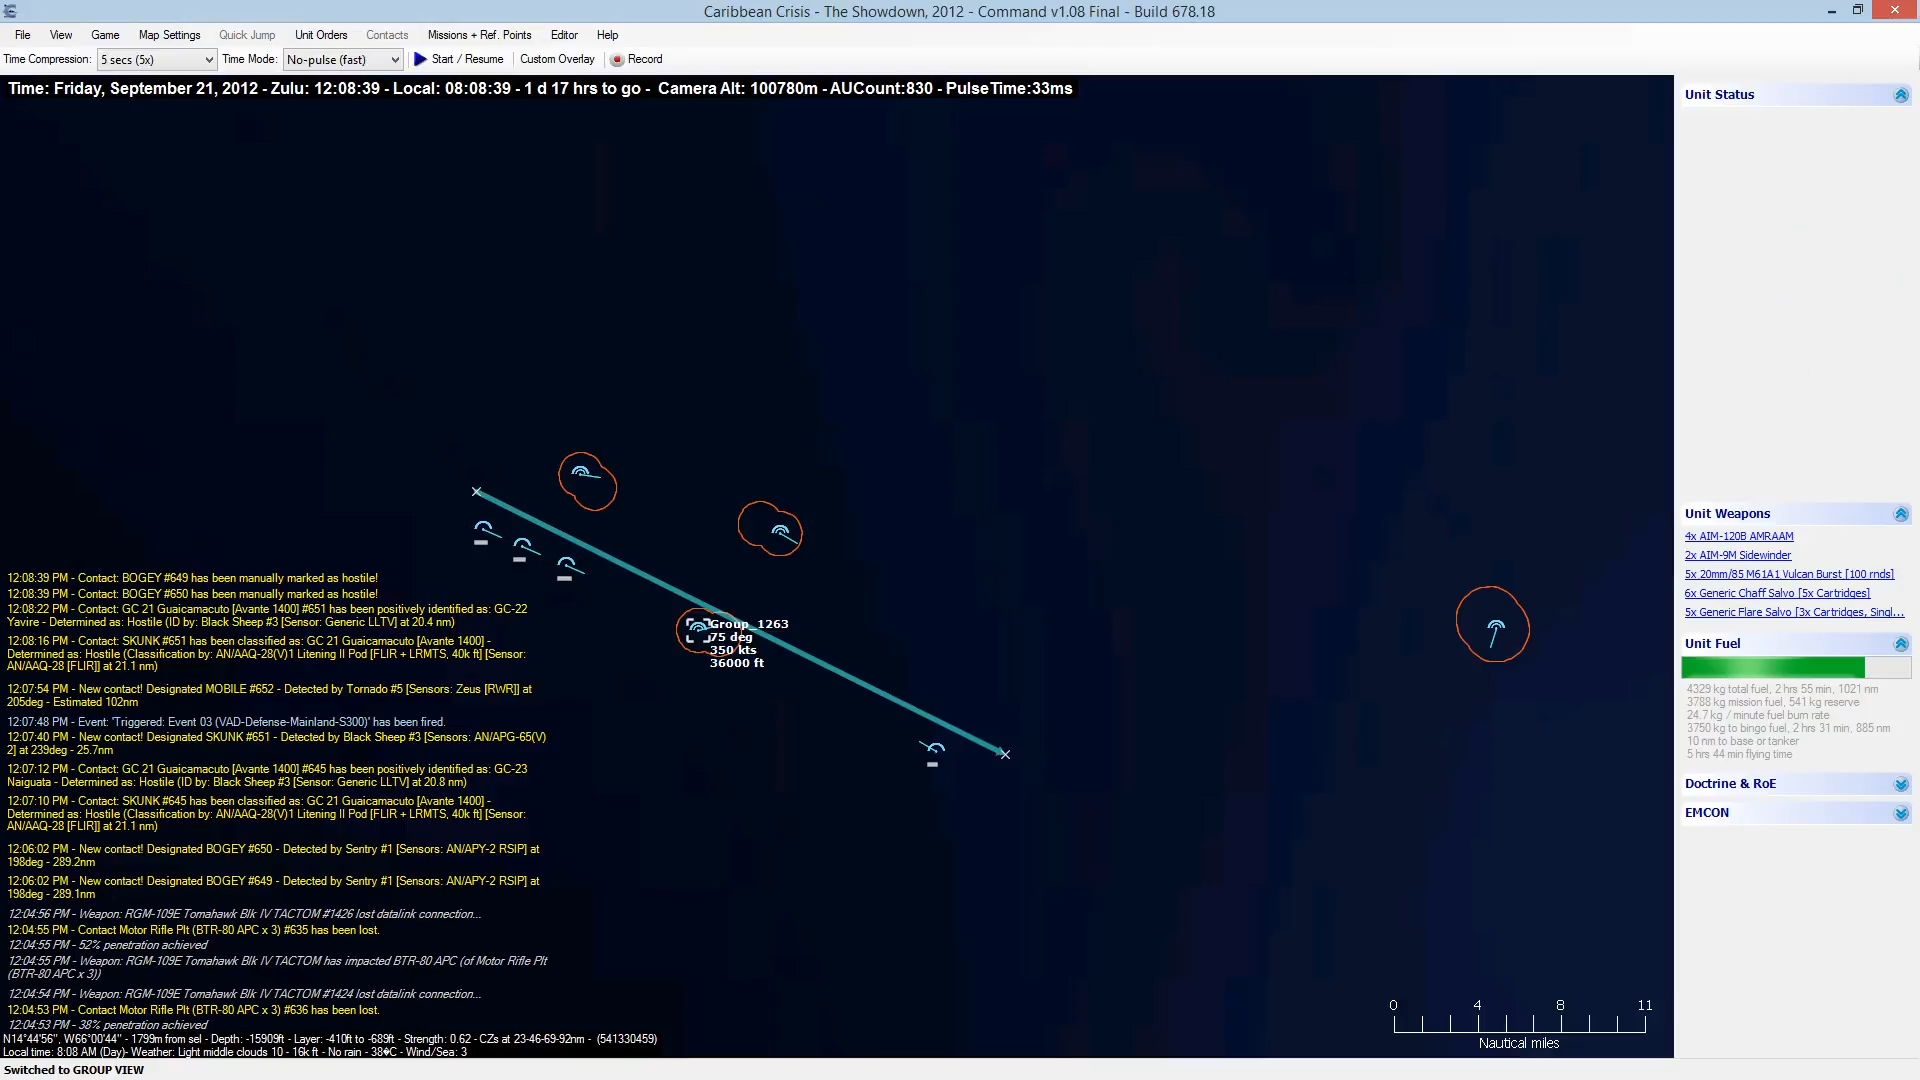 Caribbean Crisis - The Showdown, 2012 - Command v1.08 Final - Build 678.18
File View Game Map Settings Quick Jump Unit Orders Contacts Missions + Ref. Points Editor Help
Time Compression: 5 secs (5x) Time Mode: No-pulse (fast) Start / Resume Custom Overlay Record
Time: Friday, September 21, 2012 - Zulu: 12:08:39 - Local: 08:08:39 - 1 d 17 hrs to go - Camera Alt: 100780m - AUCount:830 - PulseTime:33ms
Group_1263
75 deg
350 kts
36000 ft
12:08:39 PM - Contact: BOGEY #649 has been manually marked as hostile!
12:08:39 PM - Contact: BOGEY #650 has been manually marked as hostile!
12:08:22 PM - Contact: GC 21 Guaicamacuto [Avante 1400] #651 has been positively identified as: GC-22
Yavire - Determined as: Hostile (ID by: Black Sheep #3 [Sensor: Generic LLTV] at 20.4 nm)
12:08:16 PM - Contact: SKUNK #651 has been classified as: GC 21 Guaicamacuto [Avante 1400] -
Determined as: Hostile (Classification by: AN/AAQ-28(V)1 Litening II Pod [FLIR + LRMTS, 40k ft] [Sensor:
AN/AAQ-28 [FLIR]] at 21.1 nm)
12:07:54 PM - New contact! Designated MOBILE #652 - Detected by Tornado #5 [Sensors: Zeus [RWR]] at
205deg - Estimated 102nm
12:07:48 PM - Event: 'Triggered: Event 03 (VAD-Defense-Mainland-S300)' has been fired.
12:07:40 PM - New contact! Designated SKUNK #651 - Detected by Black Sheep #3 [Sensors: AN/APG-65(V)
2] at 239deg - 25.7nm
12:07:12 PM - Contact: GC 21 Guaicamacuto [Avante 1400] #645 has been positively identified as: GC-23
Naiguata - Determined as: Hostile (ID by: Black Sheep #3 [Sensor: Generic LLTV] at 20.8 nm)
12:07:10 PM - Contact: SKUNK #645 has been classified as: GC 21 Guaicamacuto [Avante 1400] -
Determined as: Hostile (Classification by: AN/AAQ-28(V)1 Litening II Pod [FLIR + LRMTS, 40k ft] [Sensor:
AN/AAQ-28 [FLIR]] at 21.1 nm)
12:06:02 PM - New contact! Designated BOGEY #650 - Detected by Sentry #1 [Sensors: AN/APY-2 RSIP] at
198deg - 289.2nm
12:06:02 PM - New contact! Designated BOGEY #649 - Detected by Sentry #1 [Sensors: AN/APY-2 RSIP] at
198deg - 289.1nm
12:04:56 PM - Weapon: RGM-109E Tomahawk Blk IV TACTOM #1426 lost datalink connection...
12:04:55 PM - Contact Motor Rifle Plt (BTR-80 APC x 3) #635 has been lost.
12:04:55 PM - 52% penetration achieved
12:04:55 PM - Weapon: RGM-109E Tomahawk Blk IV TACTOM has impacted BTR-80 APC (of Motor Rifle Plt
(BTR-80 APC x 3))
12:04:54 PM - Weapon: RGM-109E Tomahawk Blk IV TACTOM #1424 lost datalink connection...
12:04:53 PM - Contact Motor Rifle Plt (BTR-80 APC x 3) #636 has been lost.
12:04:53 PM - 38% penetration achieved
N14°44'56", W66°00'44" - 1799m from sel - Depth: -15909ft - Layer: -410ft to -689ft - Strength: 0.62 - CZs at 23-46-69-92nm - (541330459)
Local time: 8:08 AM (Day)- Weather: Light middle clouds 10 - 16k ft - No rain - 38�C - Wind/Sea: 3
Switched to GROUP VIEW
0 4 8 11
Nautical miles
Unit Status
Unit Weapons
4x AIM-120B AMRAAM
2x AIM-9M Sidewinder
5x 20mm/85 M61A1 Vulcan Burst [100 rnds]
6x Generic Chaff Salvo [5x Cartridges]
5x Generic Flare Salvo [3x Cartridges, Singl...
Unit Fuel
4329 kg total fuel, 2 hrs 55 min, 1021 nm
3788 kg mission fuel, 541 kg reserve
24.7 kg / minute fuel burn rate
3750 kg to bingo fuel, 2 hrs 31 min, 885 nm
10 nm to base or tanker
5 hrs 44 min flying time
Doctrine & RoE
EMCON